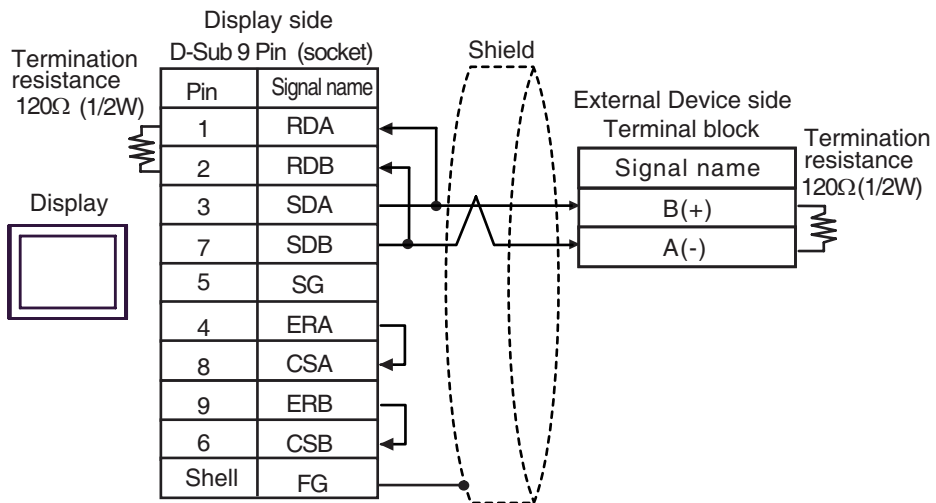 Display side
D-Sub 9 Pin (socket)
Shield
Termination
resistance
120Ω (1/2W)
Pin Signal name
1 RDA
2 RDB
3 SDA
7 SDB
5 SG
4 ERA
8 CSA
9 ERB
6 CSB
Shell FG
Display
External Device side
Terminal block
Signal name
B(+)
A(-)
Termination
resistance
120Ω(1/2W)